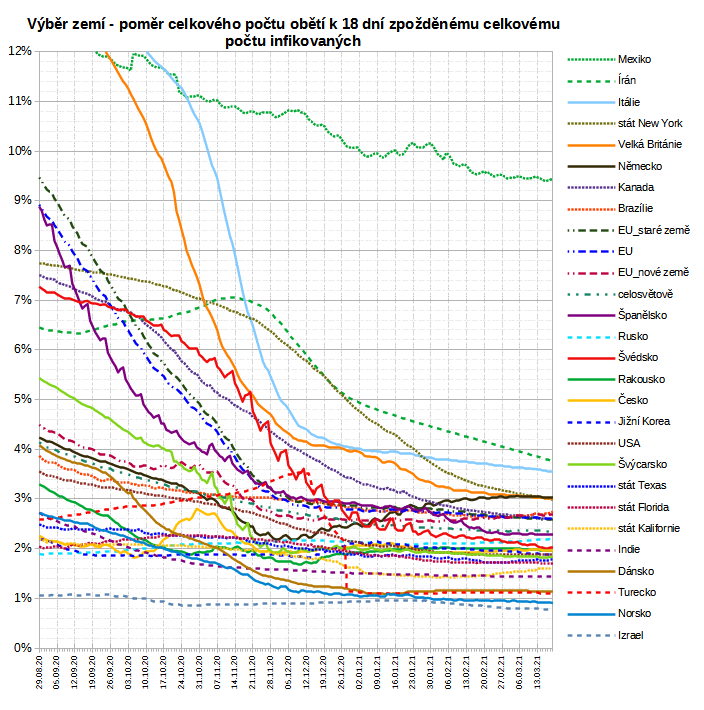 Výběr zemí - poměr celkového počtu obětí k 18 dní zpožděnému celkovému
počtu infikovaných
12%
11%
10%
9%
8%
7%
6%
5%
4%
3%
2%
1%
0%
29.08.20
05.09.20
12.09.20
19.09.20
26.09.20
03.10.20
10.10.20
17.10.20
24.10.20
31.10.20
07.11.20
14.11.20
21.11.20
28.11.20
05.12.20
12.12.20
19.12.20
26.12.20
02.01.21
09.01.21
16.01.21
23.01.21
30.01.21
06.02.21
13.02.21
20.02.21
27.02.21
06.03.21
13.03.21
Mexiko
Írán
Itálie
stát New York
Velká Británie
Německo
Kanada
Brazílie
EU_staré země
EU
EU_nové země
celosvětově
Španělsko
Rusko
Švédsko
Rakousko
Česko
Jižní Korea
USA
Švýcarsko
stát Texas
stát Florida
stát Kalifornie
Indie
Dánsko
Turecko
Norsko
Izrael